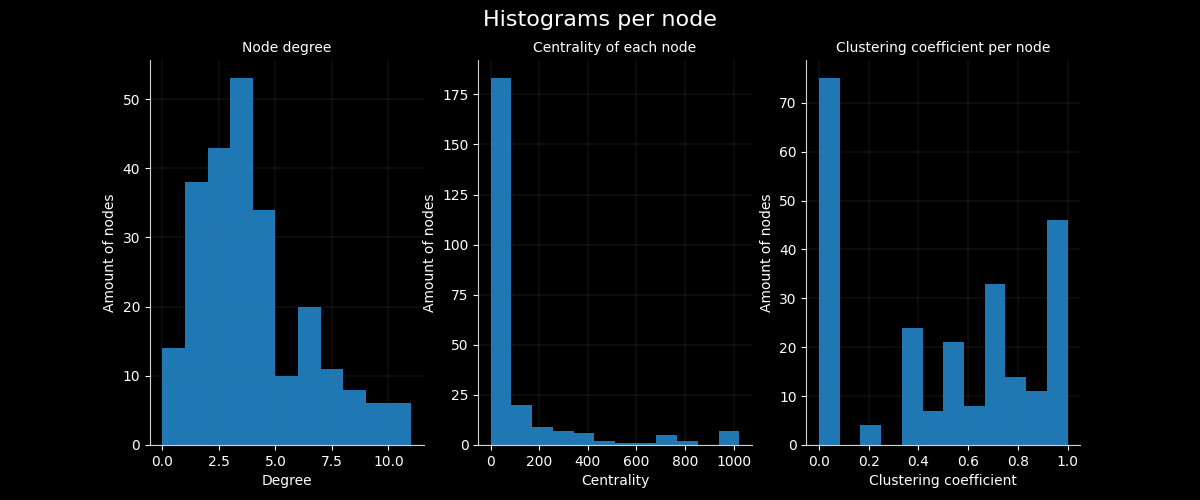 Histograms per node
Node degree
Amount of nodes
50
40
30
20
10
0
0.0 2.5 5.0 7.5 10.0
Degree
Centrality of each node
Amount of nodes
175
150
125
100
75
50
25
0
0 200 400 600 800 1000
Centrality
Clustering coefficient per node
Amount of nodes
70
60
50
40
30
20
10
0
0.0 0.2 0.4 0.6 0.8 1.0
Clustering coefficient